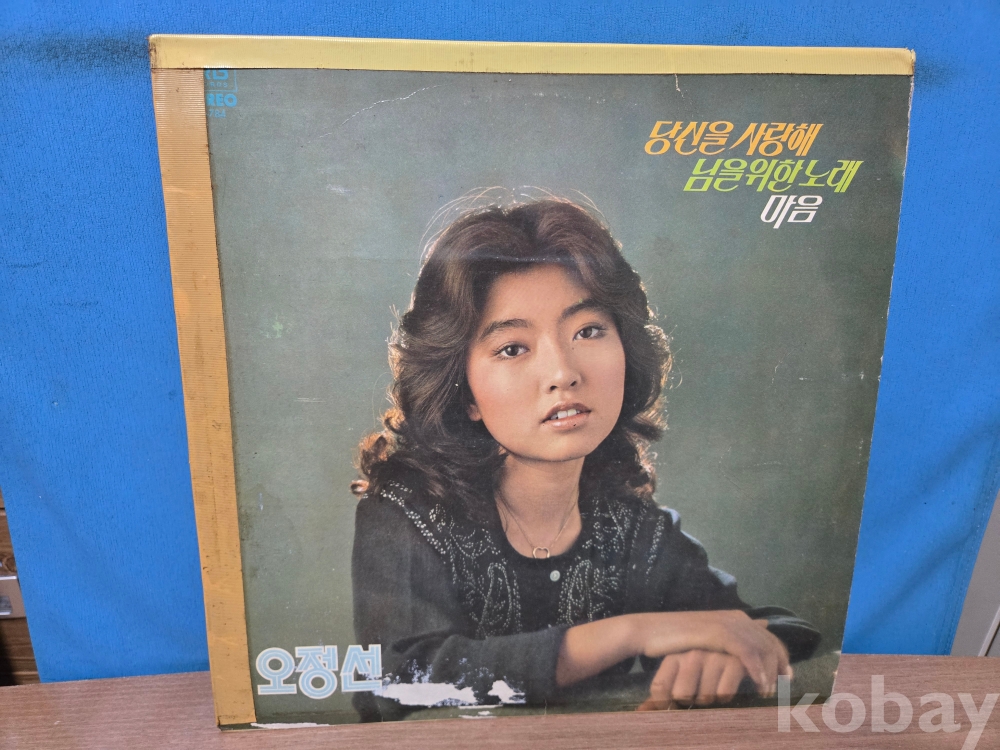 당신을 사랑해
님을 위한 노래
마음
오정선
kobay